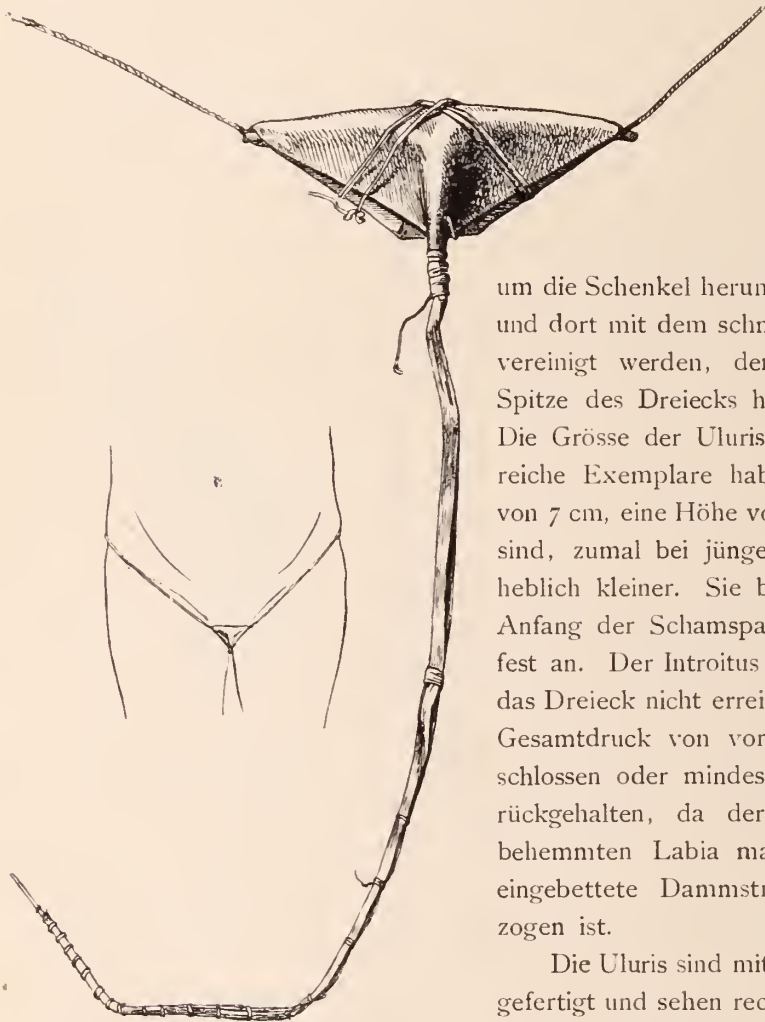 um die Schenkel herun
und dort mit dem schn
vereinigt werden, der
Spitze des Dreiecks h
Die Grösse der Uluris
reiche Exemplare hab
von 7 cm, eine Höhe vo
sind, zumal bei jünge
heblich kleiner. Sie b
Anfang der Schamspa
fest an. Der Introitus
das Dreieck nicht errei
Gesamtdruck von vor
schlossen oder mindes
rückgehalten, da der
behemmten Labia ma
eingebettete Dammstr
zogen ist.
Die Uluris sind mit
gefertigt und sehen rec